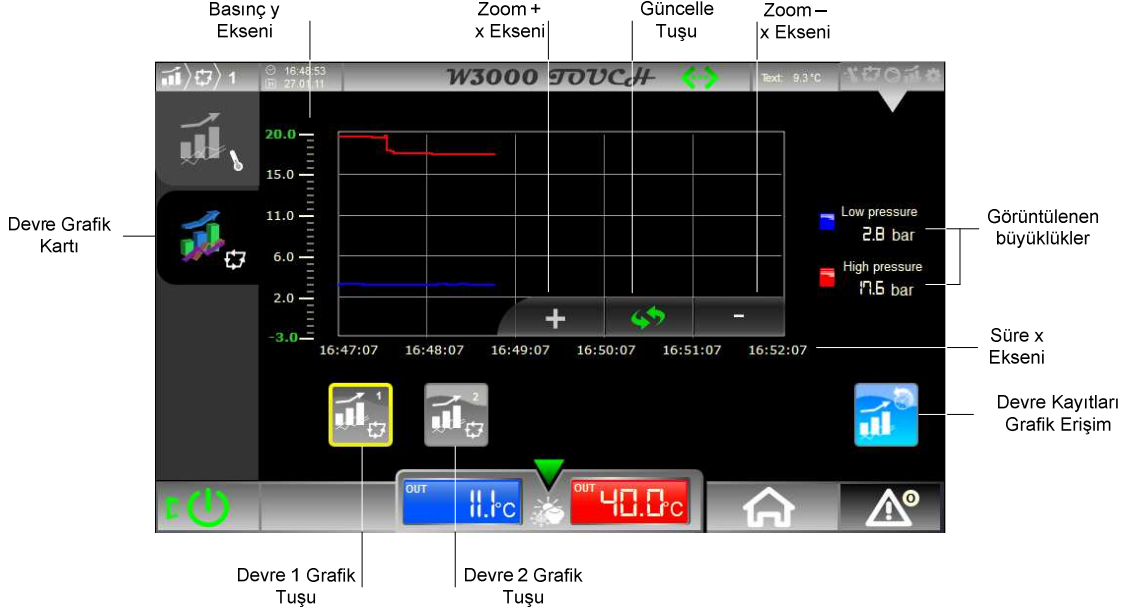 Basınç y
Ekseni
Zoom +
x Ekseni
Güncelle
Tuşu
Zoom –
x Ekseni
1
16:48:53
27.01.11
W3000 TOUCH
Text: 9.3°C
20.0
15.0
11.0
6.0
2.0
-3.0
16:47:07 16:48:07 16:49:07 16:50:07 16:51:07 16:52:07
+
-
Low pressure
2.8 bar
High pressure
17.6 bar
Devre Grafik
Kartı
Görüntülenen
büyüklükler
Süre x
Ekseni
1
2
Devre Kayıtları
Grafik Erişim
OUT
11.1°C
OUT
40.0°C
0
Devre 1 Grafik
Tuşu
Devre 2 Grafik
Tuşu